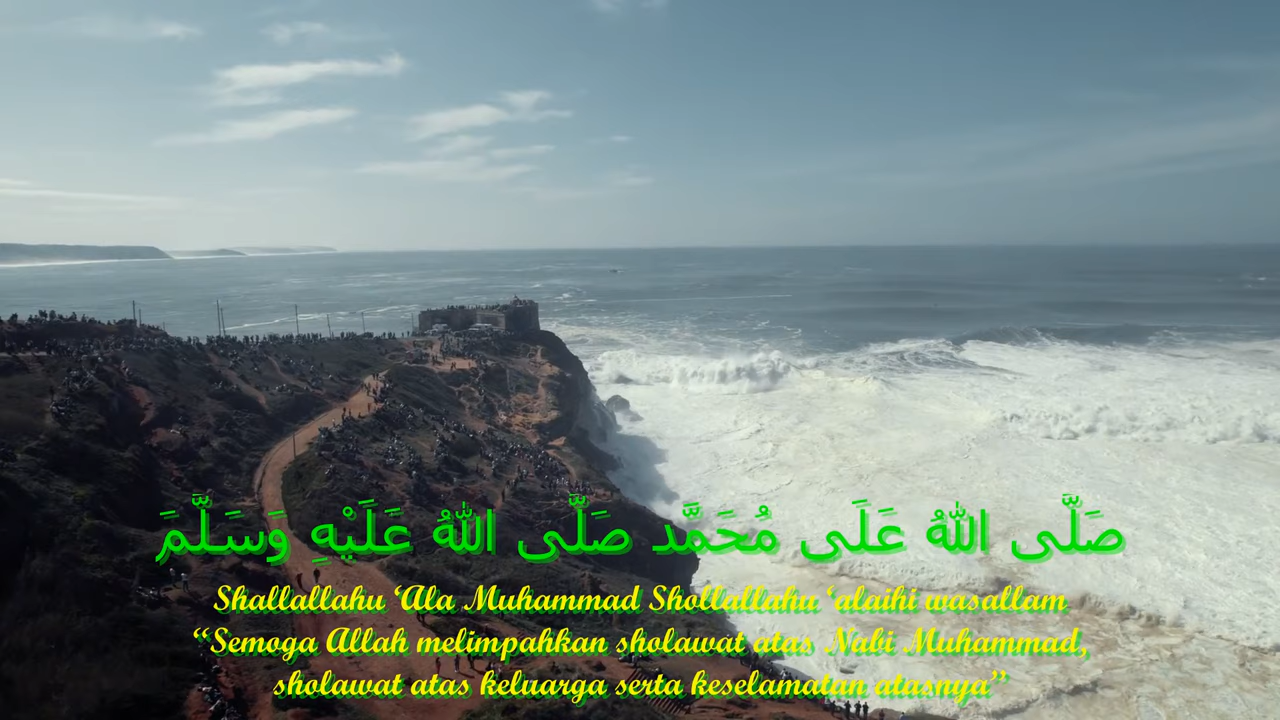 صَلَّى اللهُ عَلَى مُحَمَّد صَلَّى اللهُ عَلَيْهِ وَسَلَّمَ
Shallallahu ‘Ala Muhammad Shollallahu ‘alaihi wasallam
“Semoga Allah melimpahkan sholawat atas Nabi Muhammad,
sholawat atas keluarga serta keselamatan atasnya”